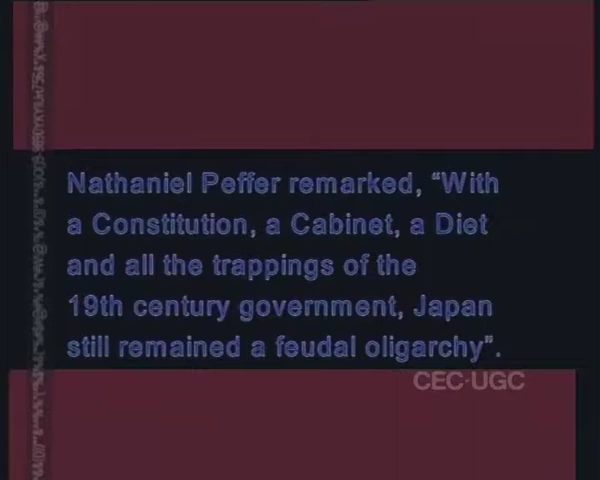 Nathaniel Peffer remarked, “With
a Constitution, a Cabinet, a Diet
and all the trappings of the
19th century government, Japan
still remained a feudal oligarchy”.
CEC-UGC